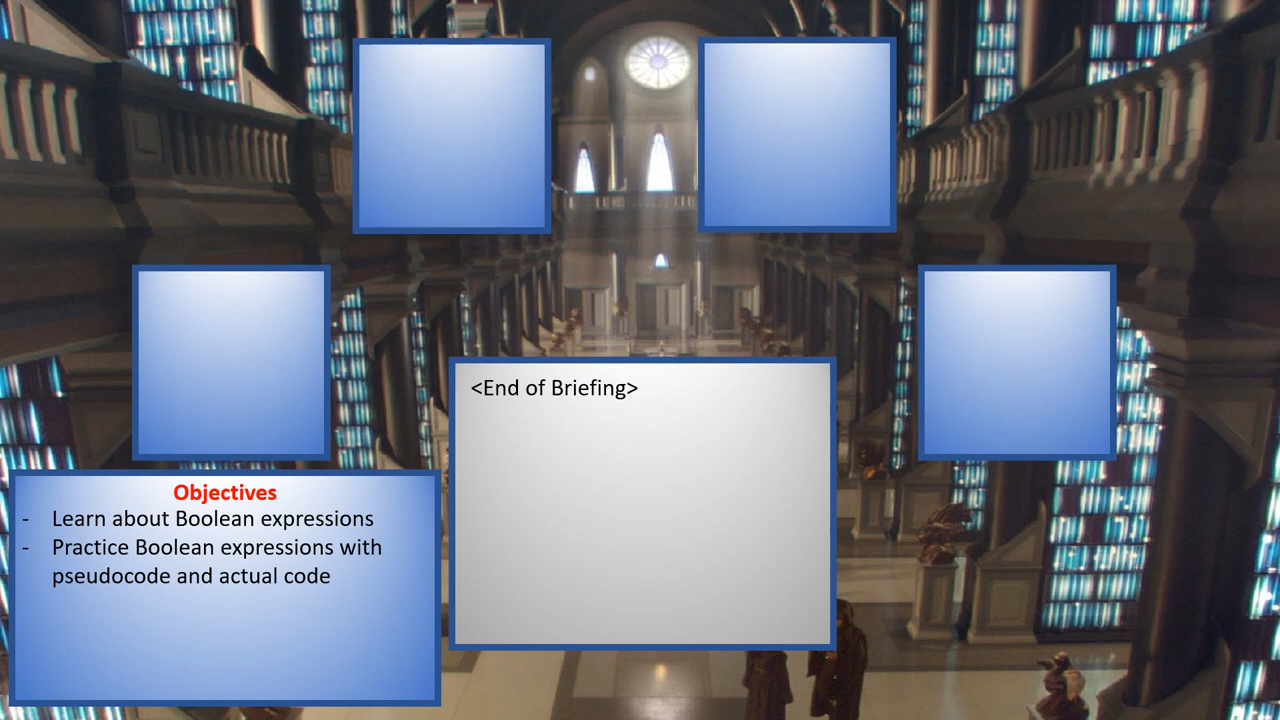 <End of Briefing>
Objectives
- Learn about Boolean expressions
- Practice Boolean expressions with
pseudocode and actual code